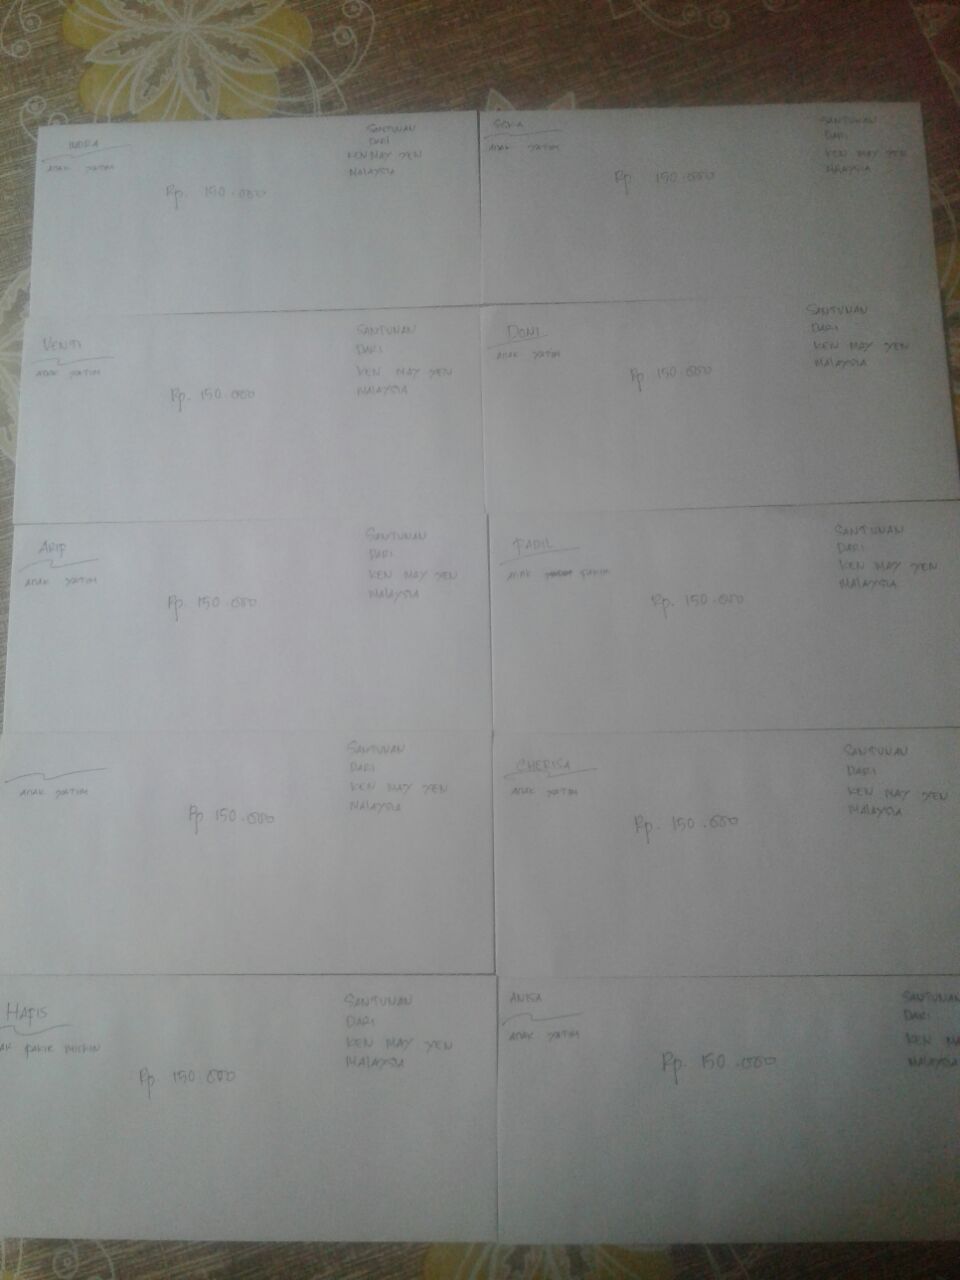 INDRA
ANAK YATIM
Rp. 150.000
SANTUNAN
DARI
KEN MAY YEN
MALAYSIA
ANAK YATIM
Rp 150.000
SANTUNAN
DARI
KEN MAY YEN
MALAYSIA
VENTI
ANAK YATIM
Rp. 150.000
SANTUNAN
DARI
KEN MAY YEN
MALAYSIA
DONI
ANAK YATIM
Rp 150.000
SANTUNAN
DARI
KEN MAY YEN
MALAYSIA
ARIF
ANAK YATIM
Rp. 150.000
SANTUNAN
DARI
KEN MAY YEN
MALAYSIA
FADIL
ANAK FAKIR
Rp. 150.000
SANTUNAN
DARI
KEN MAY YEN
MALAYSIA
ANAK YATIM
Rp 150.000
SANTUNAN
DARI
KEN MAY YEN
MALAYSIA
CHERISA
ANAK YATIM
Rp. 150.000
SANTUNAN
DARI
KEN MAY YEN
MALAYSIA
HAFIS
AK FAKIR MISKIN
Rp 150.000
SANTUNAN
DARI
KEN MAY YEN
MALAYSIA
ANISA
ANAK YATIM
Rp 150.000
SANTUNAN
DARI
KEN MA
MALAYSIA